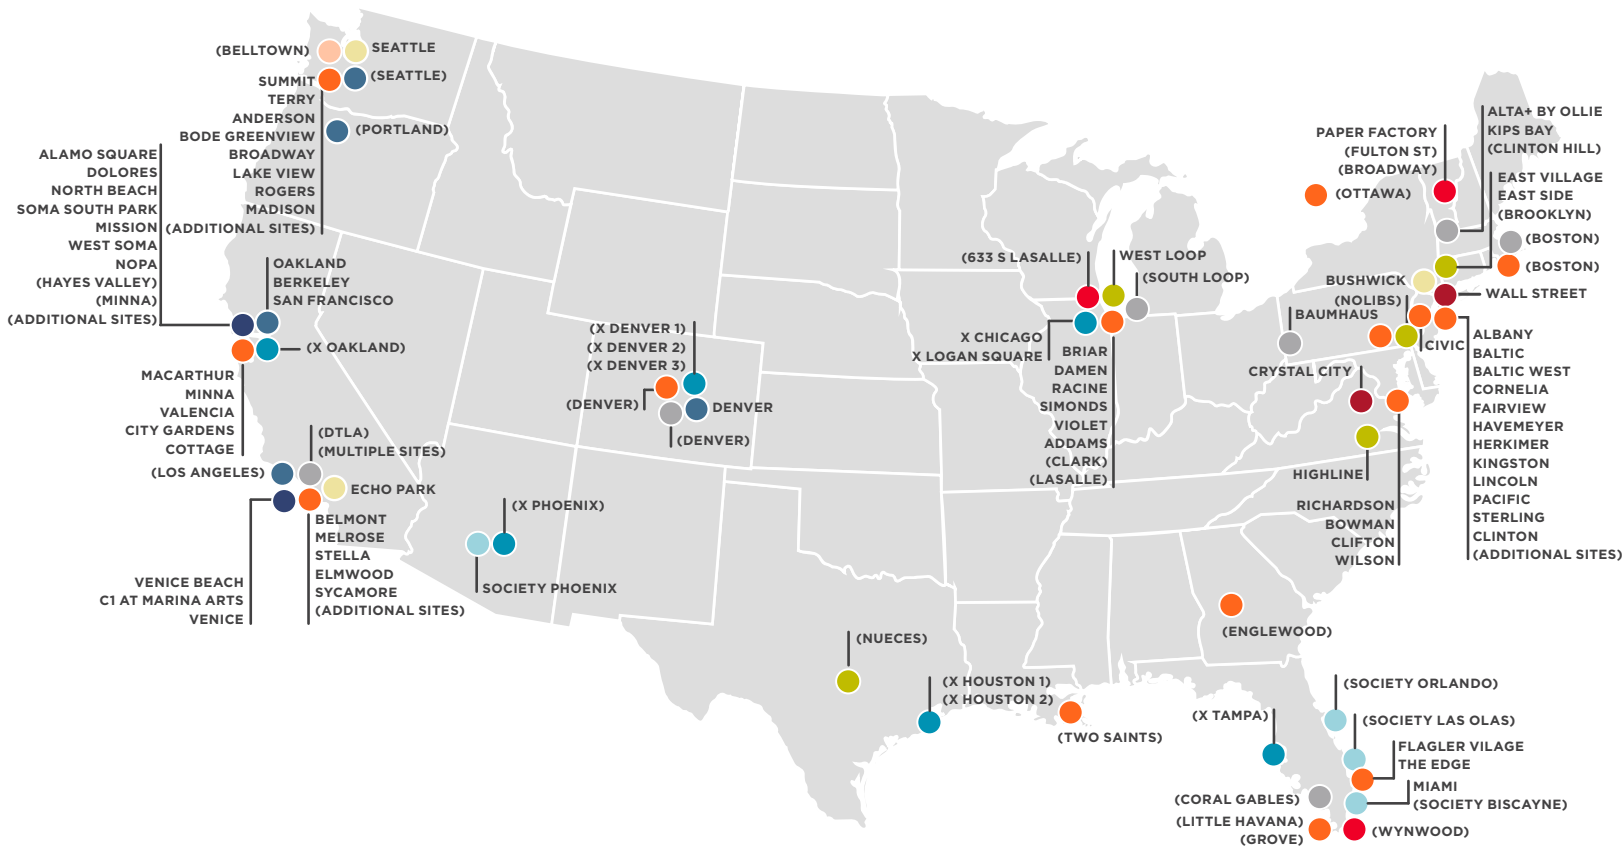 (BELLTOWN)
SEATTLE
SUMMIT
(SEATTLE)
TERRY
ANDERSON
BODE GREENVIEW
BROADWAY
LAKE VIEW
ROGERS
MADISON
(ADDITIONAL SITES)
(PORTLAND)
ALAMO SQUARE
DOLORES
NORTH BEACH
SOMA SOUTH PARK
MISSION
WEST SOMA
NOPA
(HAYES VALLEY)
(MINNA)
(ADDITIONAL SITES)
OAKLAND
BERKELEY
SAN FRANCISCO
(X OAKLAND)
MACARTHUR
MINNA
VALENCIA
CITY GARDENS
COTTAGE
(DTLA)
(MULTIPLE SITES)
(LOS ANGELES)
ECHO PARK
BELMONT
MELROSE
STELLA
ELMWOOD
SYCAMORE
(ADDITIONAL SITES)
VENICE BEACH
C1 AT MARINA ARTS
VENICE
(X PHOENIX)
SOCIETY PHOENIX
(X DENVER 1)
(X DENVER 2)
(X DENVER 3)
(DENVER)
DENVER
(DENVER)
(NUECES)
(X HOUSTON 1)
(X HOUSTON 2)
(TWO SAINTS)
(633 S LASALLE)
WEST LOOP
(SOUTH LOOP)
X CHICAGO
X LOGAN SQUARE
BRIAR
DAMEN
RACINE
SIMONDS
VIOLET
ADDAMS
(CLARK)
(LASALLE)
PAPER FACTORY
(FULTON ST)
(BROADWAY)
(OTTAWA)
ALTA+ BY OLLIE
KIPS BAY
(CLINTON HILL)
EAST VILLAGE
EAST SIDE
(BROOKLYN)
(BOSTON)
(BOSTON)
BUSHWICK
WALL STREET
(NOLIBS)
BAUMHAUS
CIVIC
CRYSTAL CITY
HIGHLINE
RICHARDSON
BOWMAN
CLIFTON
WILSON
ALBANY
BALTIC
BALTIC WEST
CORNELIA
FAIRVIEW
HAVEMEYER
HERKIMER
KINGSTON
LINCOLN
PACIFIC
STERLING
CLINTON
(ADDITIONAL SITES)
(ENGLEWOOD)
(SOCIETY ORLANDO)
(X TAMPA)
(SOCIETY LAS OLAS)
FLAGLER VILAGE
THE EDGE
MIAMI
(SOCIETY BISCAYNE)
(CORAL GABLES)
(LITTLE HAVANA)
(GROVE)
(WYNWOOD)